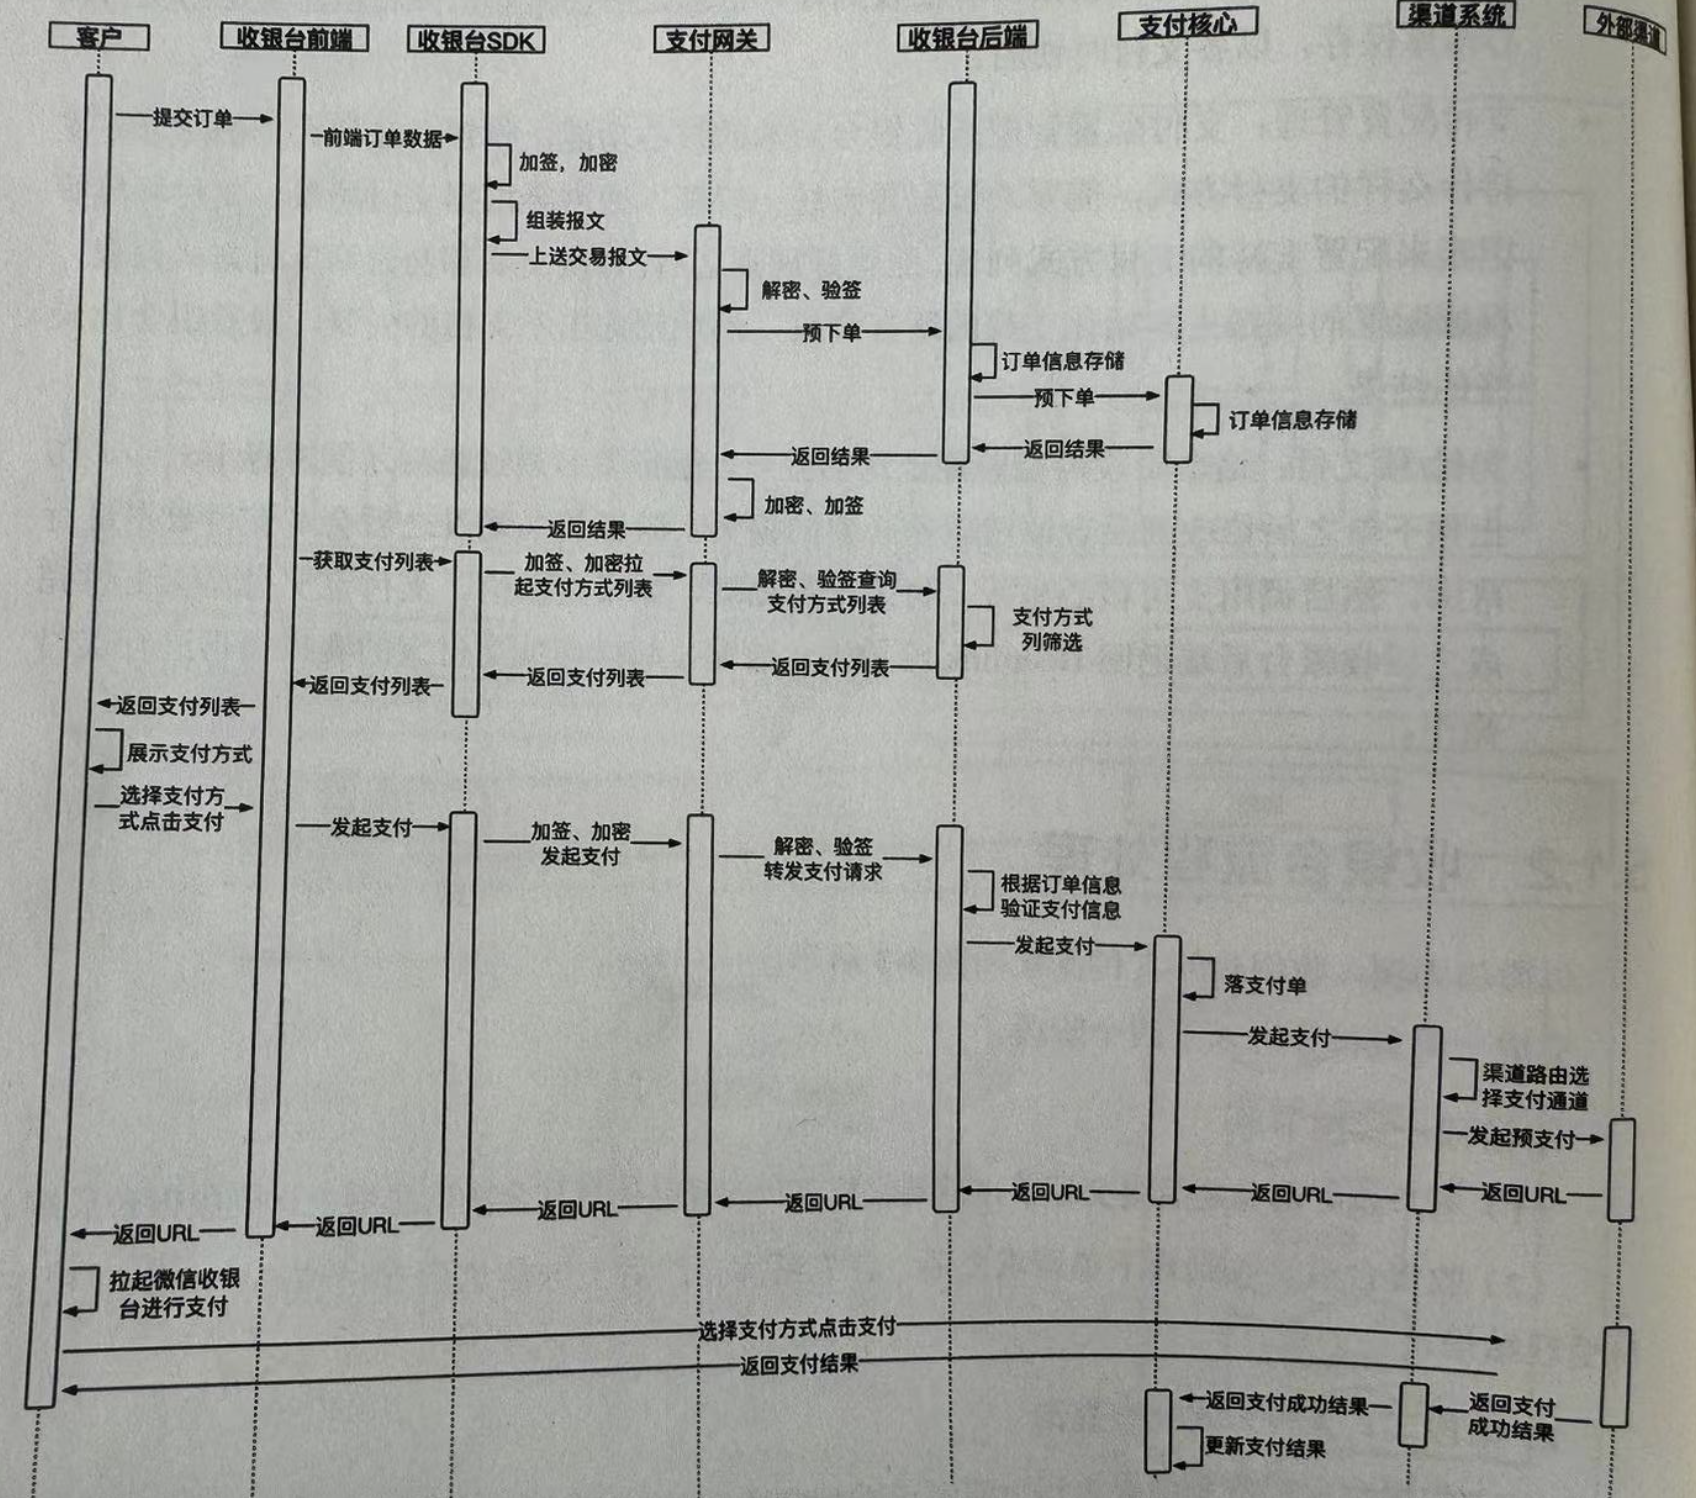 客户
收银台前端
收银台SDK
支付网关
收银台后端
支付核心
渠道系统
外部渠道
提交订单
前端订单数据
加签，加密
组装报文
上送交易报文
解密、验签
预下单
订单信息存储
预下单
订单信息存储
返回结果
返回结果
加密、加签
返回结果
获取支付列表
加签、加密拉
起支付方式列表
解密、验签查询
支付方式列表
支付方式
列筛选
返回支付列表
返回支付列表
返回支付列表
返回支付列表
展示支付方式
选择支付方
式点击支付
发起支付
加签、加密
发起支付
解密、验签
转发支付请求
根据订单信息
验证支付信息
发起支付
落支付单
发起支付
渠道路由选
择支付通道
发起预支付
返回URL
返回URL
返回URL
返回URL
返回URL
返回URL
返回URL
拉起微信收银
台进行支付
选择支付方式点击支付
返回支付结果
返回支付
成功结果
返回支付成功结果
更新支付结果